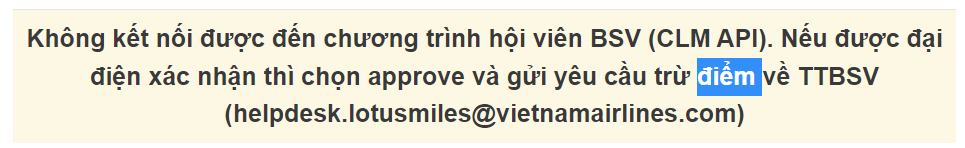 Không kết nối được đến chương trình hội viên BSV (CLM API). Nếu được đại
điện xác nhận thì chọn approve và gửi yêu cầu trừ điểm về TTBSV
(helpdesk.lotusmiles@vietnamairlines.com)